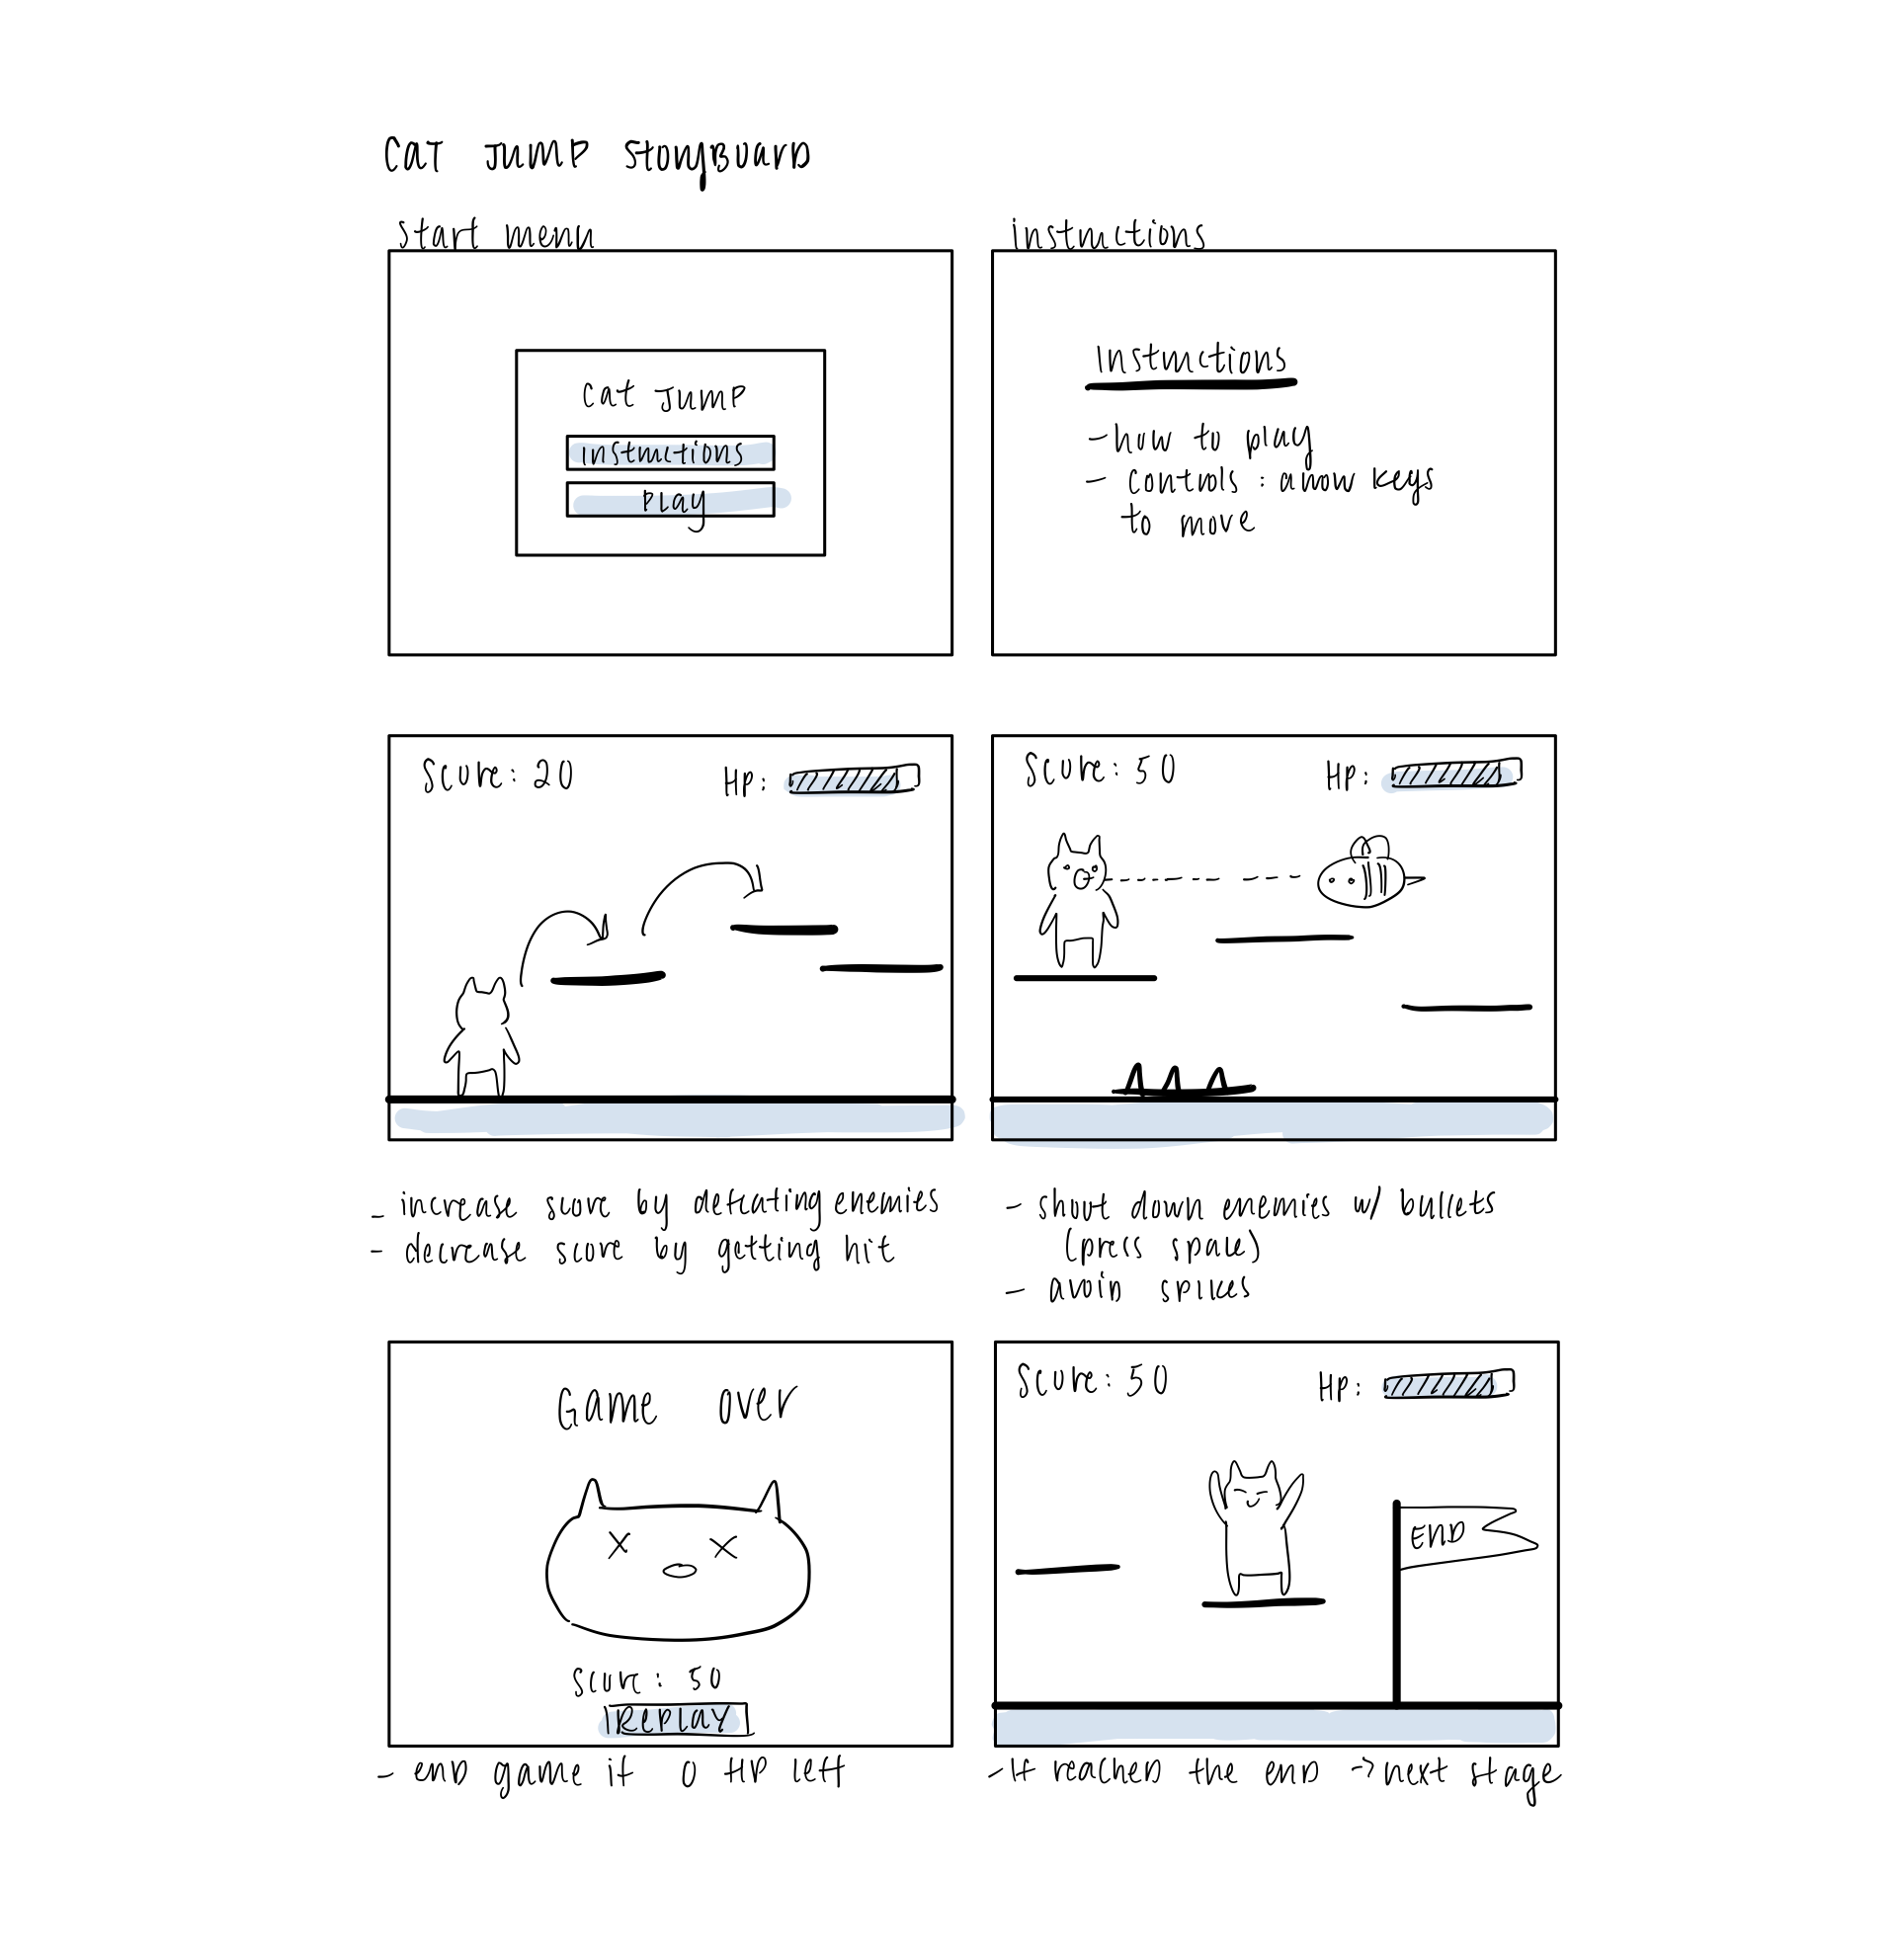 CAT JUMP StoryBoard
start menu
instructions
Cat JUMP
instructions
Play
Instructions
- how to play
- controls : arrow keys
to move
Score: 20
HP:
Score: 50
HP:
- increase score by defeating enemies
- decrease score by getting hit
- shoot down enemies w/ bullets
(press space)
- avoid spikes
Game over
Score: 50
RePlay
- end game if 0 HP left
Score: 50
HP:
END
- If reached the end -> next stage